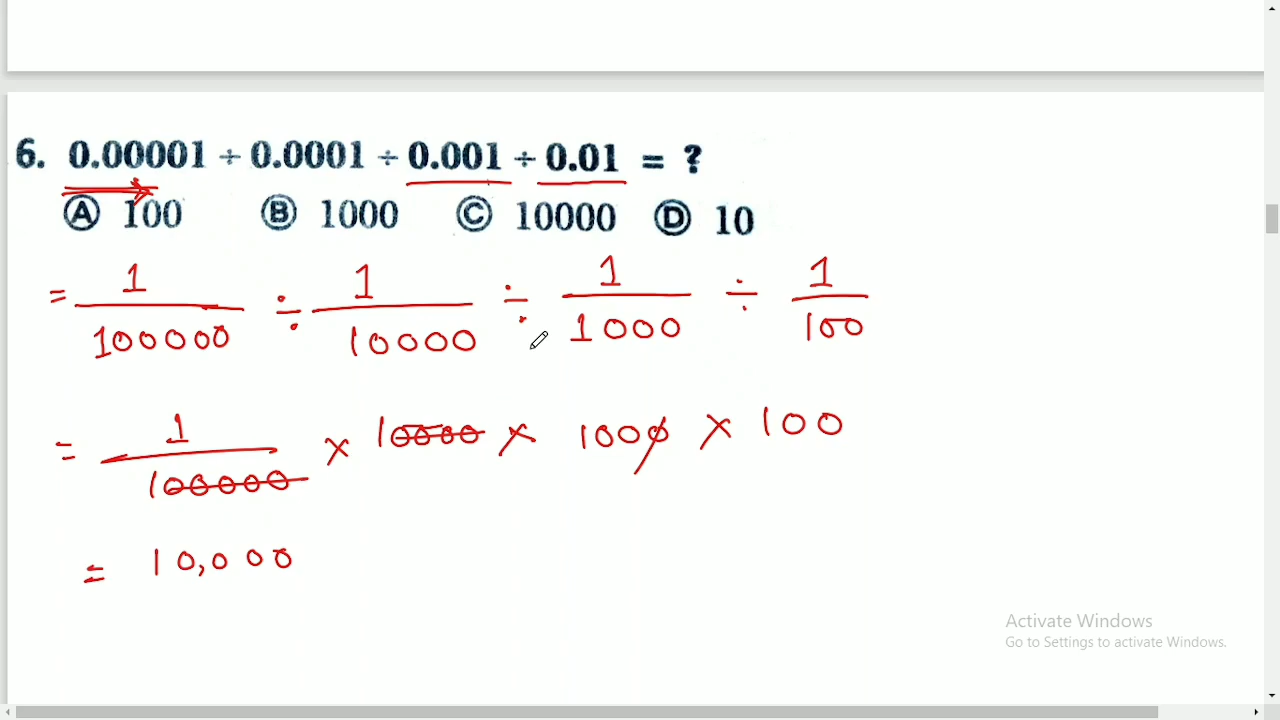 6. 0.00001 ÷ 0.0001 ÷ 0.001 ÷ 0.01 = ?
Ⓐ 100 Ⓑ 1000 Ⓒ 10000 Ⓓ 10
= 1/100000 ÷ 1/10000 ÷ 1/1000 ÷ 1/100
= 1/100000 × 10000 × 1000 × 100
= 10,000
Activate Windows
Go to Settings to activate Windows.